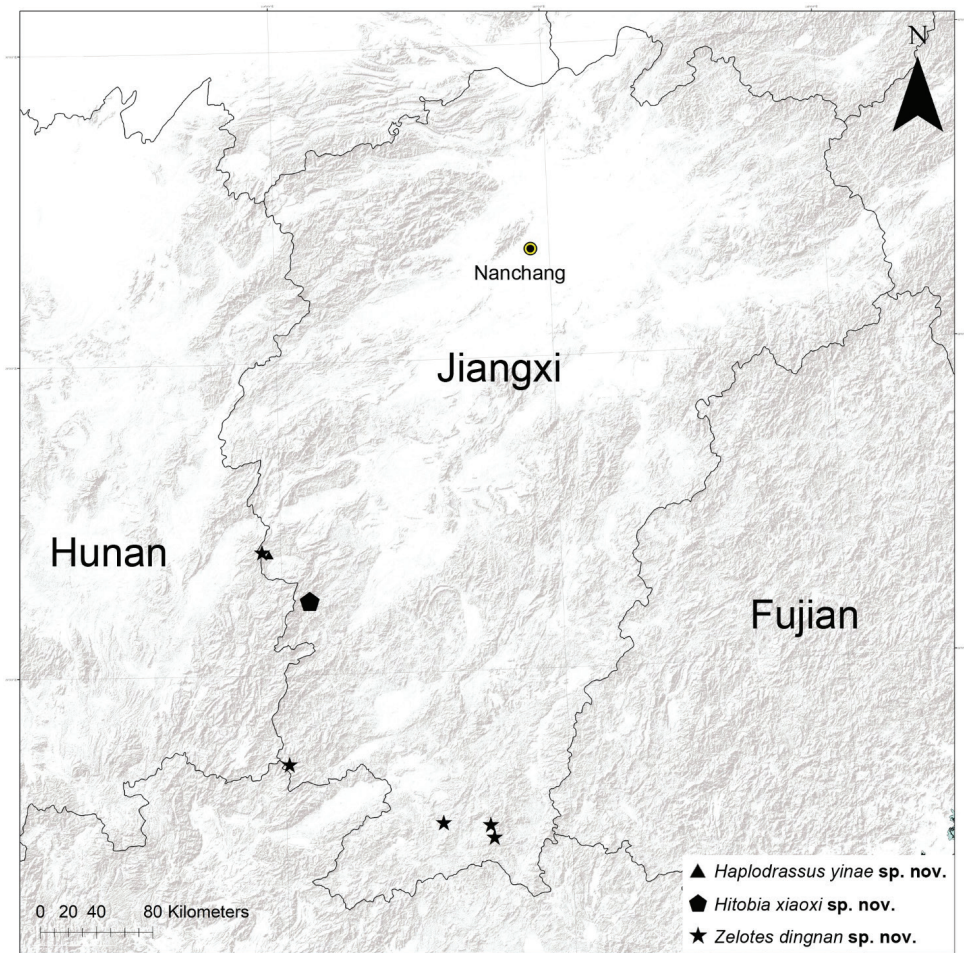 N
Nanchang
Jiangxi
Hunan
Fujian
Haplodrassus yinae sp. nov.
Hitobia xiaoxi sp. nov.
Zelotes dingnan sp. nov.
0 20 40 80 Kilometers